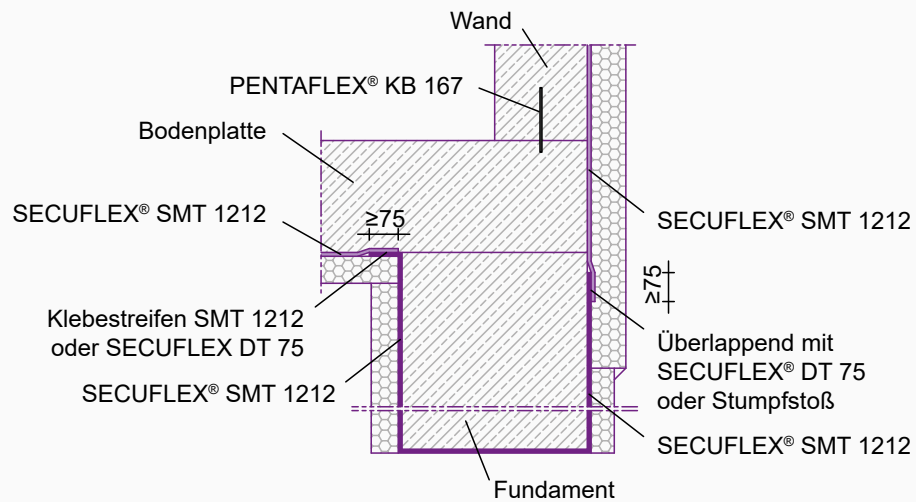 Wand
PENTAFLEX® KB 167
Bodenplatte
SECUFLEX® SMT 1212
≥75
SECUFLEX® SMT 1212
≥75
Klebestreifen SMT 1212
oder SECUFLEX DT 75
Überlappend mit
SECUFLEX® DT 75
oder Stumpfstoß
SECUFLEX® SMT 1212
SECUFLEX® SMT 1212
Fundament